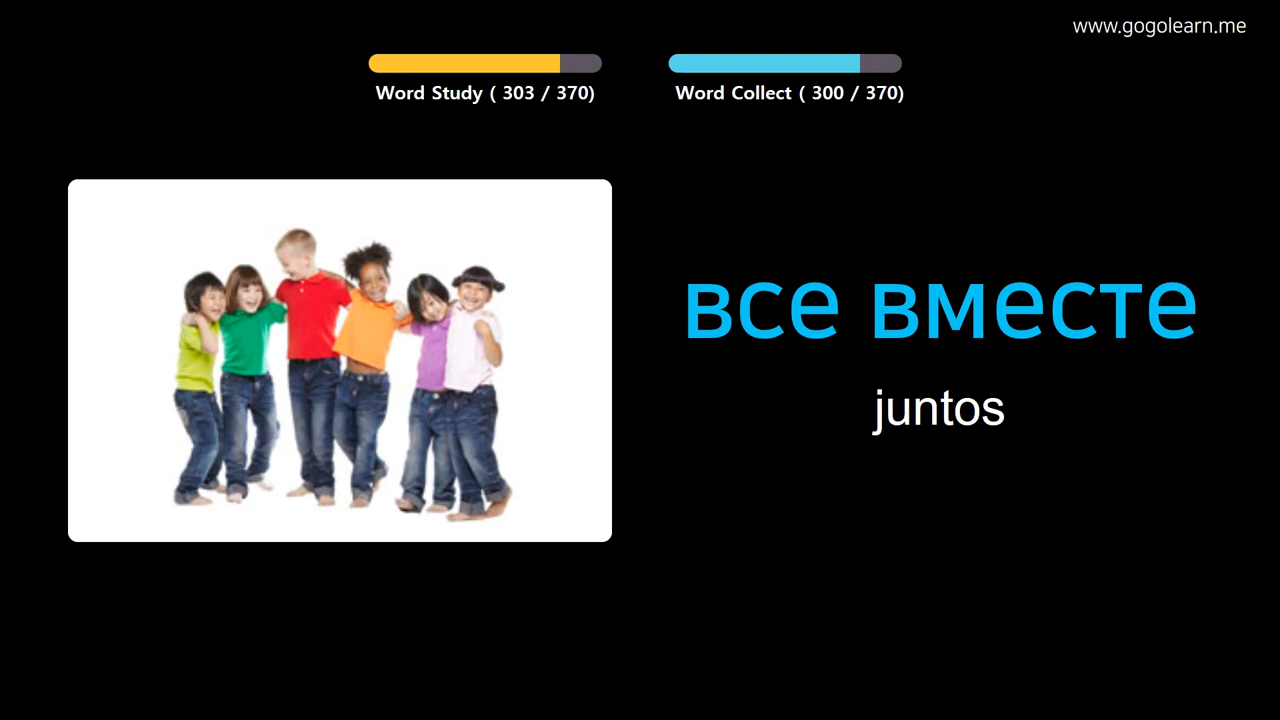 www.gogolearn.me
Word Study ( 303 / 370)
Word Collect ( 300 / 370)
все вместе
juntos